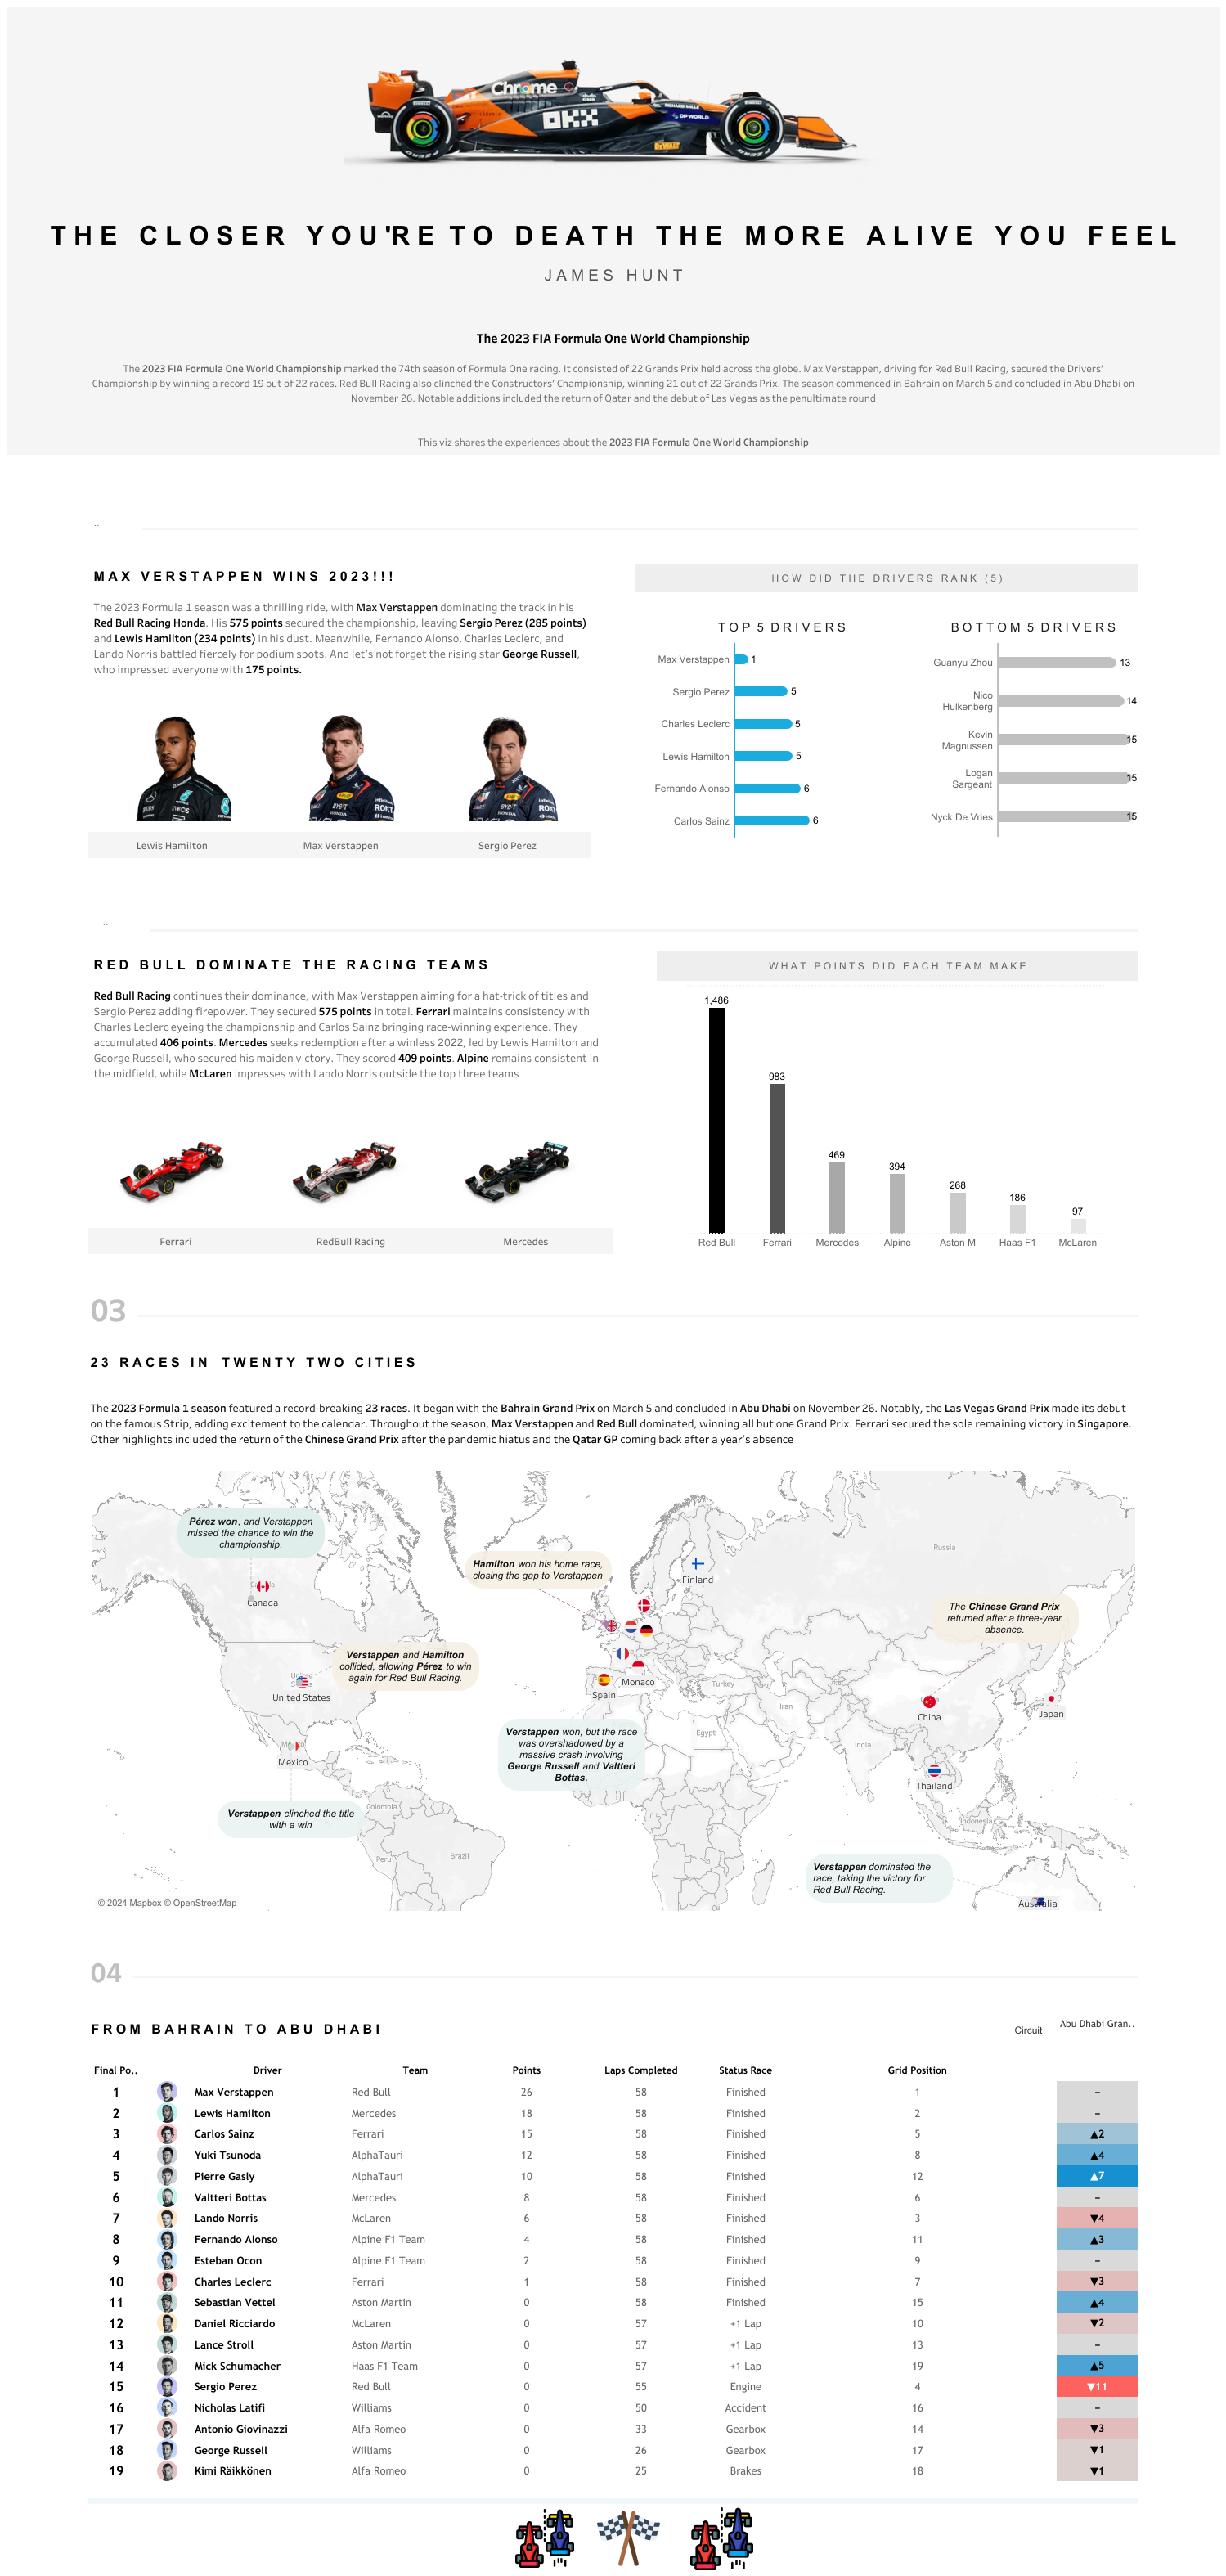 Chrome
OKX
RICHARD MILLE
DP WORLD
DEWALT
THE CLOSER YOU'RE TO DEATH THE MORE ALIVE YOU FEEL
JAMES HUNT
The 2023 FIA Formula One World Championship
The 2023 FIA Formula One World Championship marked the 74th season of Formula One racing. It consisted of 22 Grands Prix held across the globe. Max Verstappen, driving for Red Bull Racing, secured the Drivers'
Championship by winning a record 19 out of 22 races. Red Bull Racing also clinched the Constructors' Championship, winning 21 out of 22 Grands Prix. The season commenced in Bahrain on March 5 and concluded in Abu Dhabi on
November 26. Notable additions included the return of Qatar and the debut of Las Vegas as the penultimate round
This viz shares the experiences about the 2023 FIA Formula One World Championship
..
MAX VERSTAPPEN WINS 2023!!!
The 2023 Formula 1 season was a thrilling ride, with Max Verstappen dominating the track in his
Red Bull Racing Honda. His 575 points secured the championship, leaving Sergio Perez (285 points)
and Lewis Hamilton (234 points) in his dust. Meanwhile, Fernando Alonso, Charles Leclerc, and
Lando Norris battled fiercely for podium spots. And let's not forget the rising star George Russell,
who impressed everyone with 175 points.
Lewis Hamilton Max Verstappen Sergio Perez
HOW DID THE DRIVERS RANK (5)
TOP 5 DRIVERS
Max Verstappen 1
Sergio Perez 5
Charles Leclerc 5
Lewis Hamilton 5
Fernando Alonso 6
Carlos Sainz 6
BOTTOM 5 DRIVERS
Guanyu Zhou 13
Nico
Hulkenberg 14
Kevin
Magnussen 15
Logan
Sargeant 15
Nyck De Vries 15
..
RED BULL DOMINATE THE RACING TEAMS
Red Bull Racing continues their dominance, with Max Verstappen aiming for a hat-trick of titles and
Sergio Perez adding firepower. They secured 575 points in total. Ferrari maintains consistency with
Charles Leclerc eyeing the championship and Carlos Sainz bringing race-winning experience. They
accumulated 406 points. Mercedes seeks redemption after a winless 2022, led by Lewis Hamilton and
George Russell, who secured his maiden victory. They scored 409 points. Alpine remains consistent in
the midfield, while McLaren impresses with Lando Norris outside the top three teams
Ferrari RedBull Racing Mercedes
WHAT POINTS DID EACH TEAM MAKE
1,486 983 469 394 268 186 97
Red Bull Ferrari Mercedes Alpine Aston M Haas F1 McLaren
03
23 RACES IN TWENTY TWO CITIES
The 2023 Formula 1 season featured a record-breaking 23 races. It began with the Bahrain Grand Prix on March 5 and concluded in Abu Dhabi on November 26. Notably, the Las Vegas Grand Prix made its debut
on the famous Strip, adding excitement to the calendar. Throughout the season, Max Verstappen and Red Bull dominated, winning all but one Grand Prix. Ferrari secured the sole remaining victory in Singapore.
Other highlights included the return of the Chinese Grand Prix after the pandemic hiatus and the Qatar GP coming back after a year's absence
Pérez won, and Verstappen
missed the chance to win the
championship.
Canada
Hamilton won his home race,
closing the gap to Verstappen
Finland
Russia
The Chinese Grand Prix
returned after a three-year
absence.
Verstappen and Hamilton
collided, allowing Pérez to win
again for Red Bull Racing.
United States
Spain
Monaco
Turkey
Iran
China
Japan
Mexico
Verstappen won, but the race
was overshadowed by a
massive crash involving
George Russell and Valtteri
Bottas.
Egypt
India
Thailand
Verstappen clinched the title
with a win
Colombia
Indonesia
Peru
Brazil
Verstappen dominated the
race, taking the victory for
Red Bull Racing.
Australia
© 2024 Mapbox © OpenStreetMap
04
FROM BAHRAIN TO ABU DHABI
Circuit Abu Dhabi Gran..
Final Po.. Driver Team Points Laps Completed Status Race Grid Position
1 Max Verstappen Red Bull 26 58 Finished 1 –
2 Lewis Hamilton Mercedes 18 58 Finished 2 –
3 Carlos Sainz Ferrari 15 58 Finished 5 ▲2
4 Yuki Tsunoda AlphaTauri 12 58 Finished 8 ▲4
5 Pierre Gasly AlphaTauri 10 58 Finished 12 ▲7
6 Valtteri Bottas Mercedes 8 58 Finished 6 –
7 Lando Norris McLaren 6 58 Finished 3 ▼4
8 Fernando Alonso Alpine F1 Team 4 58 Finished 11 ▲3
9 Esteban Ocon Alpine F1 Team 2 58 Finished 9 –
10 Charles Leclerc Ferrari 1 58 Finished 7 ▼3
11 Sebastian Vettel Aston Martin 0 58 Finished 15 ▲4
12 Daniel Ricciardo McLaren 0 57 +1 Lap 10 ▼2
13 Lance Stroll Aston Martin 0 57 +1 Lap 13 –
14 Mick Schumacher Haas F1 Team 0 57 +1 Lap 19 ▲5
15 Sergio Perez Red Bull 0 55 Engine 4 ▼11
16 Nicholas Latifi Williams 0 50 Accident 16 –
17 Antonio Giovinazzi Alfa Romeo 0 33 Gearbox 14 ▼3
18 George Russell Williams 0 26 Gearbox 17 ▼1
19 Kimi Räikkönen Alfa Romeo 0 25 Brakes 18 ▼1